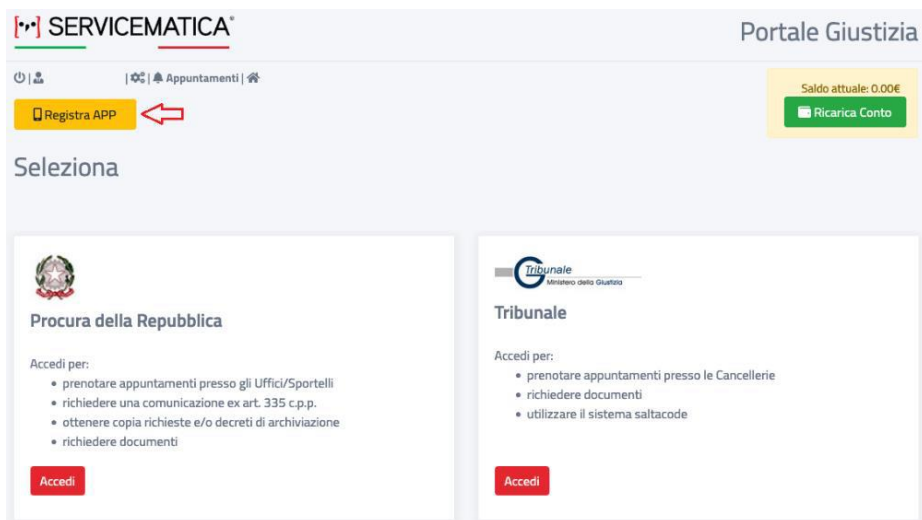 SERVICEMATICA®
Portale Giustizia
| | | Appuntamenti |
Saldo attuale: 0.00€
Registra APP
Ricarica Conto
Seleziona
Procura della Repubblica
Accedi per:
• prenotare appuntamenti presso gli Uffici/Sportelli
• richiedere una comunicazione ex art. 335 c.p.p.
• ottenere copia richieste e/o decreti di archiviazione
• richiedere documenti
Accedi
Tribunale
Ministero della Giustizia
Tribunale
Accedi per:
• prenotare appuntamenti presso le Cancellerie
• richiedere documenti
• utilizzare il sistema saltacode
Accedi